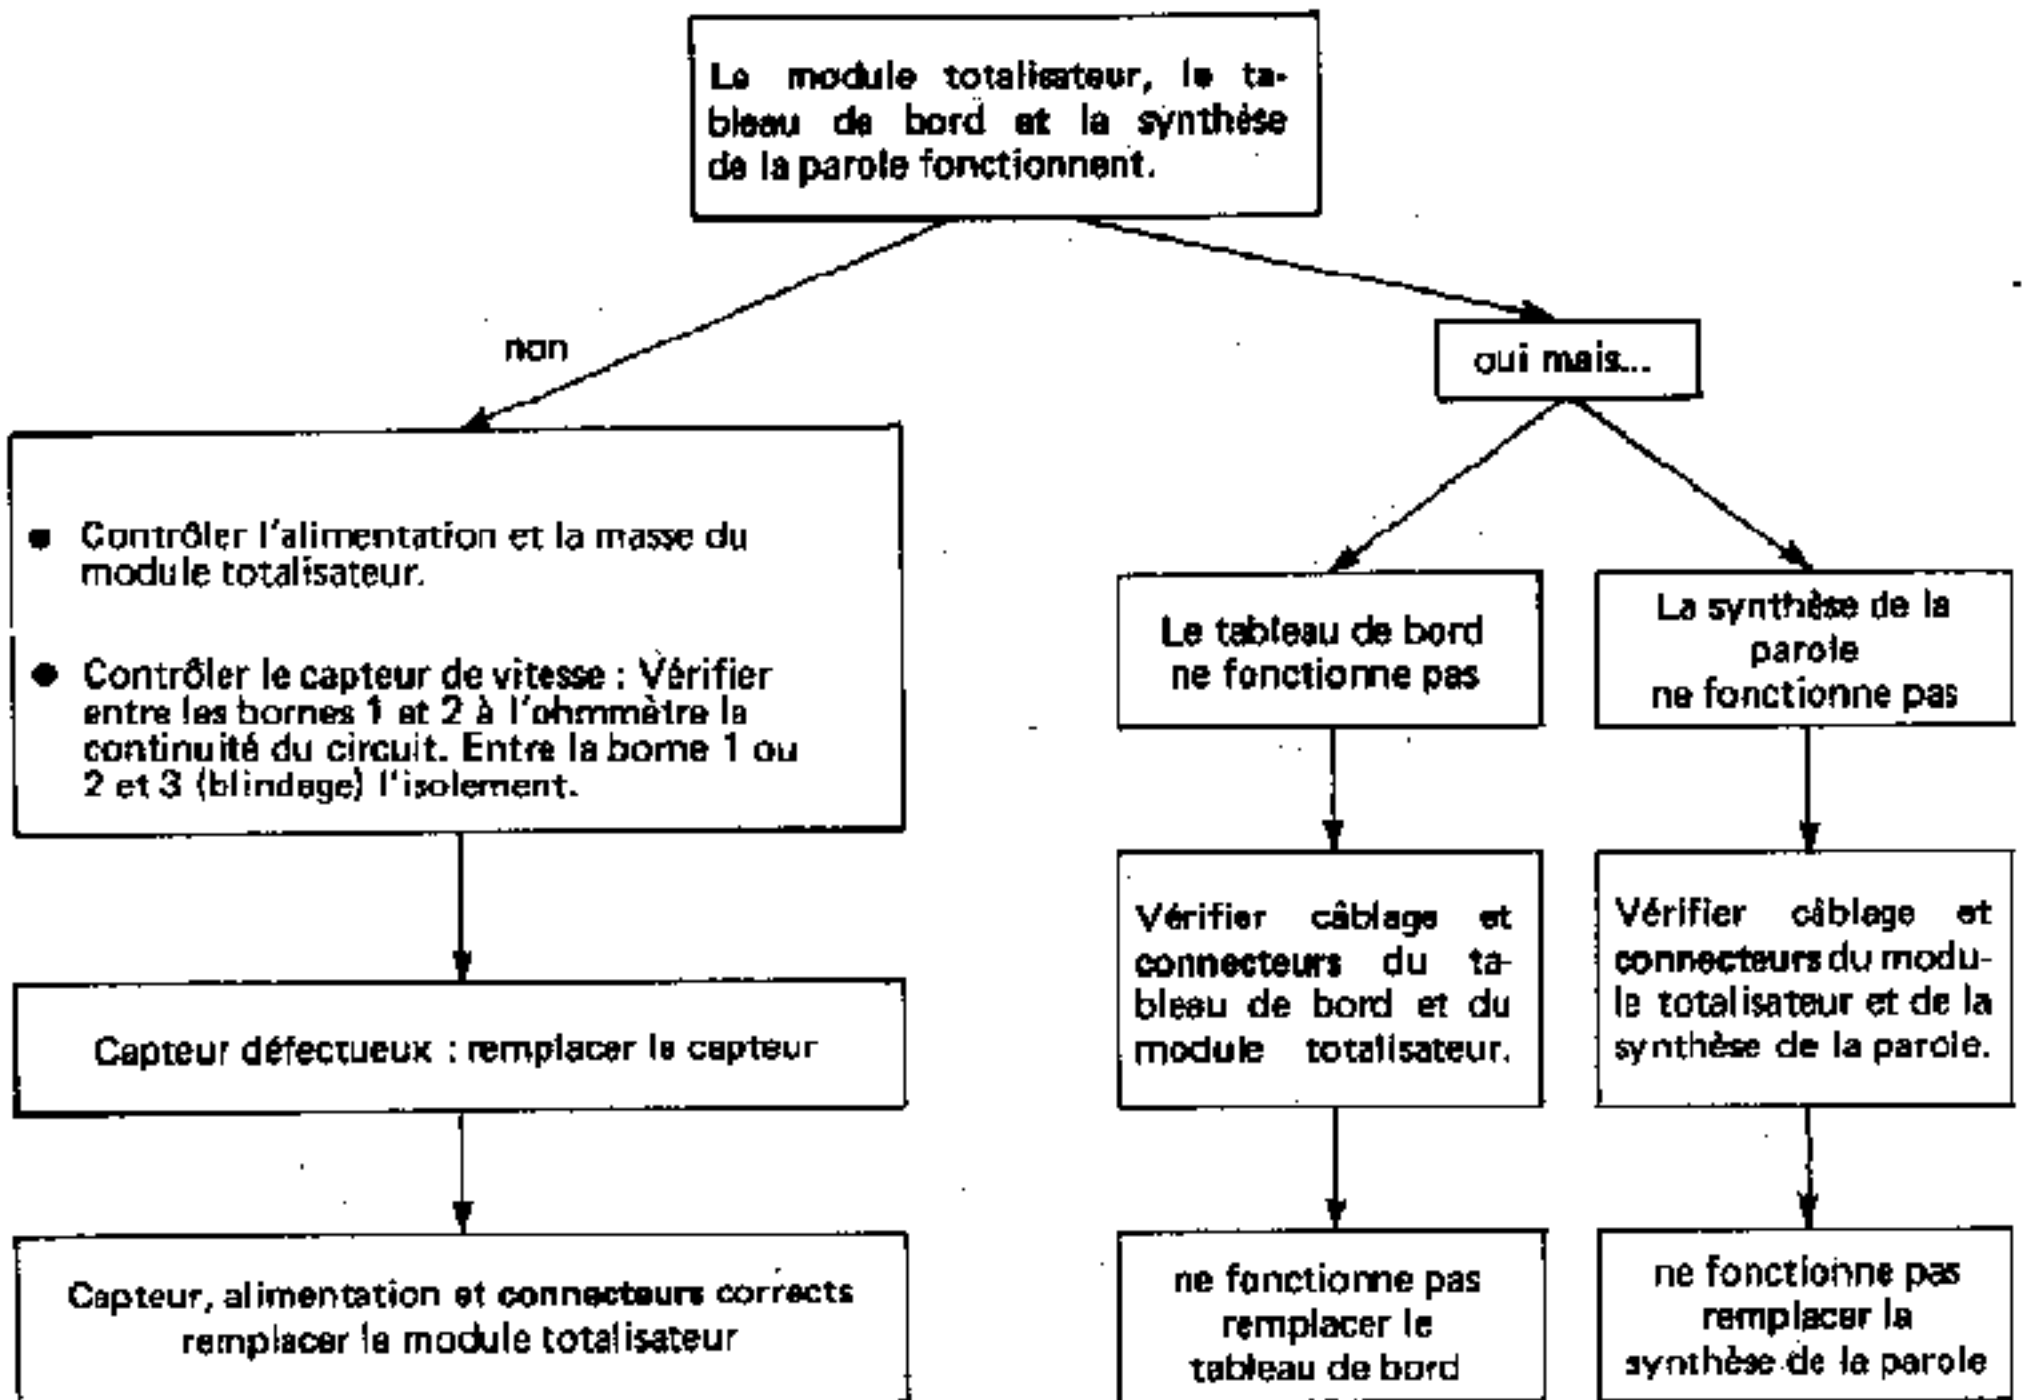 Le module totalisateur, le ta-
bleau de bord et la synthèse
de la parole fonctionnent.
non
oui mais...
● Contrôler l'alimentation et la masse du
module totalisateur.
● Contrôler le capteur de vitesse : Vérifier
entre les bornes 1 et 2 à l'ohmmètre la
continuité du circuit. Entre la borne 1 ou
2 et 3 (blindage) l'isolement.
Le tableau de bord
ne fonctionne pas
La synthèse de la
parole
ne fonctionne pas
Vérifier câblage et
connecteurs du ta-
bleau de bord et du
module totalisateur.
Vérifier câblage et
connecteurs du modu-
le totalisateur et de la
synthèse de la parole.
Capteur défectueux : remplacer le capteur
Capteur, alimentation et connecteurs corrects
remplacer le module totalisateur
ne fonctionne pas
remplacer le
tableau de bord
ne fonctionne pas
remplacer la
synthèse de la parole